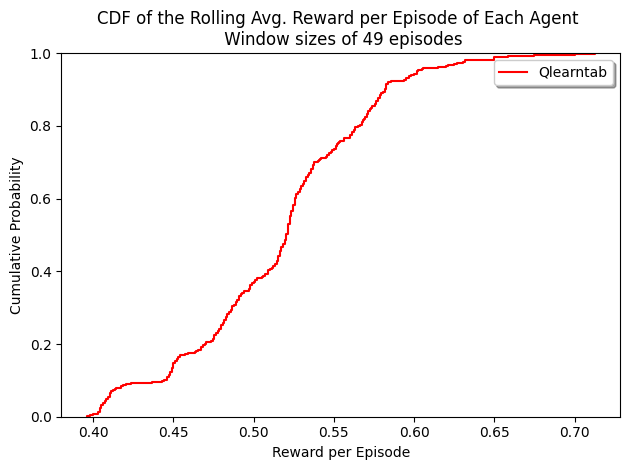 CDF of the Rolling Avg. Reward per Episode of Each Agent
Window sizes of 49 episodes
Qlearntab
Cumulative Probability
1.0
0.8
0.6
0.4
0.2
0.0
0.40 0.45 0.50 0.55 0.60 0.65 0.70
Reward per Episode